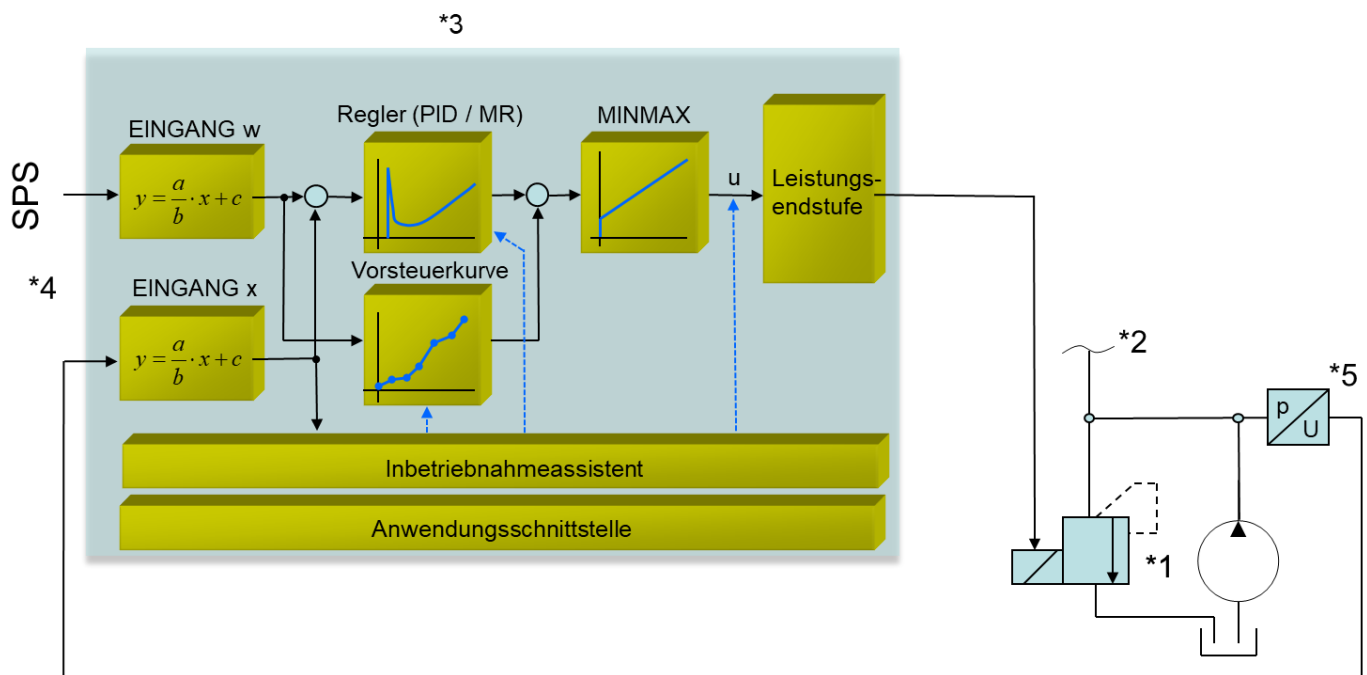 *3
Regler (PID / MR)
MINMAX
EINGANG w
y = a/b · x + c
SPS
u
Leistungs-
endstufe
*4
EINGANG x
y = a/b · x + c
Vorsteuerkurve
*2
*5
p
U
Inbetriebnahmeassistent
Anwendungsschnittstelle
*1